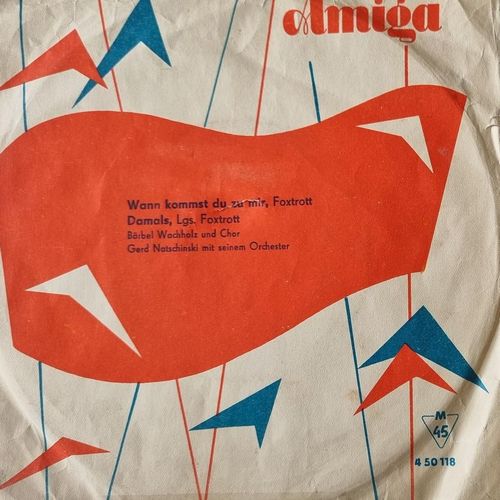 Amiga
Wann kommst du zu mir, Foxtrott
Damals, Lgs. Foxtrott
Bärbel Wachholz und Chor
Gerd Natschinski mit seinem Orchester
M
45
4 50 118